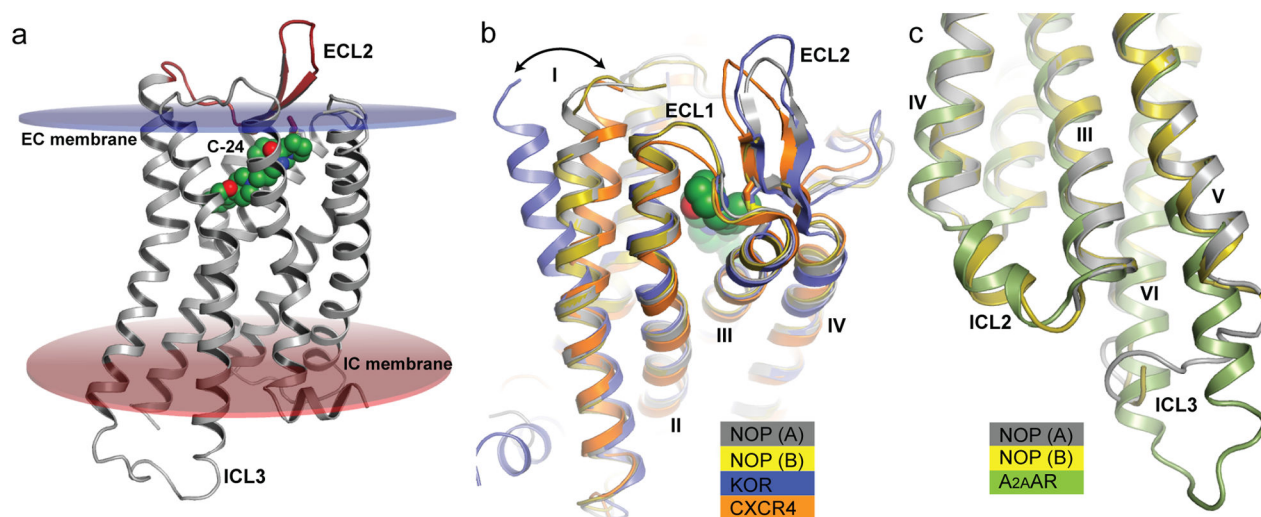 a
ECL2
EC membrane
C-24
IC membrane
ICL3
b
I
ECL2
ECL1
III
IV
II
NOP (A)
NOP (B)
KOR
CXCR4
c
IV
III
V
VI
ICL2
ICL3
NOP (A)
NOP (B)
A2AAR